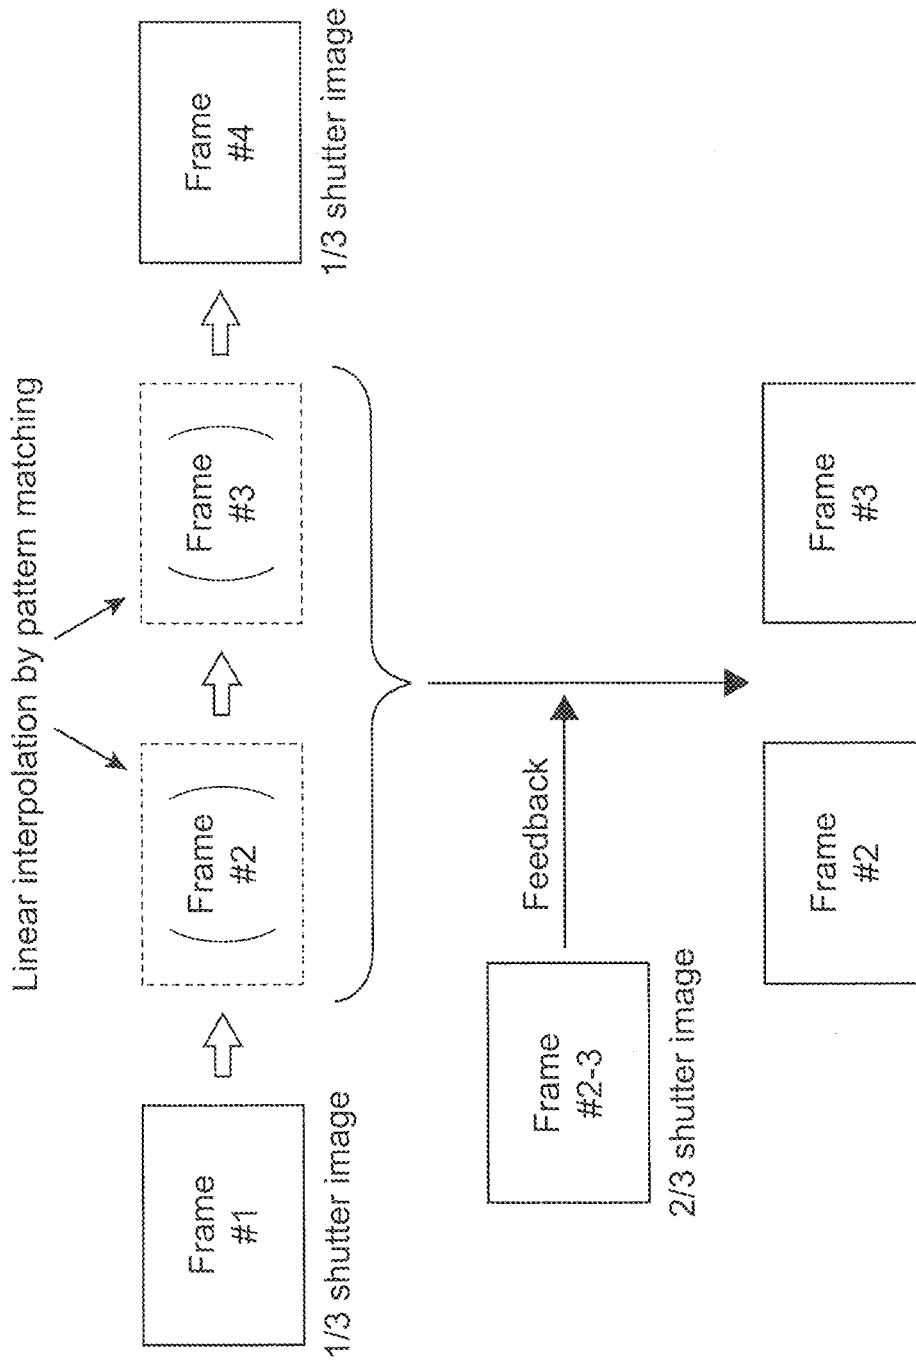 Linear interpolation by pattern matching
Frame
#1
Frame
#2
Frame
#3
Frame
#4
1/3 shutter image
1/3 shutter image
Frame
#2-3
2/3 shutter image
Feedback
Frame
#2
Frame
#3